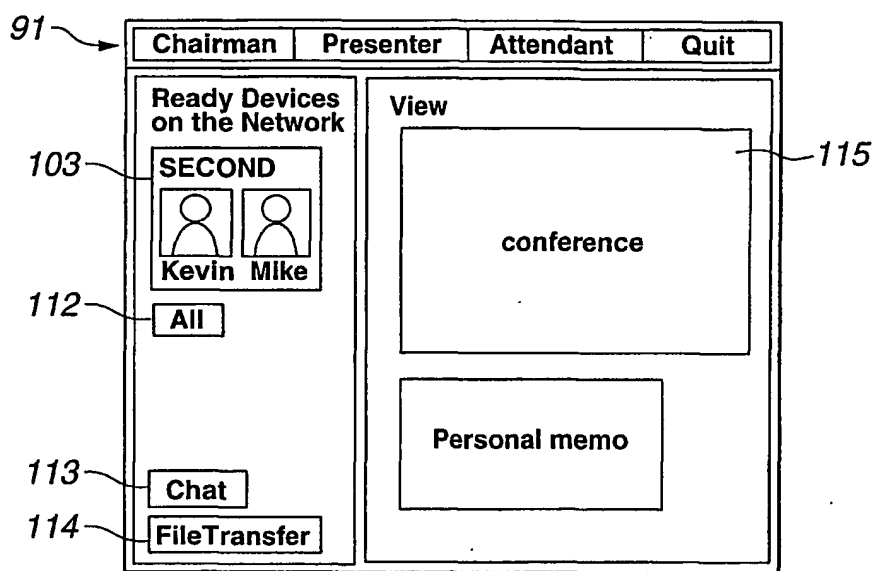 91
Chairman Presenter Attendant Quit
Ready Devices
on the Network
103
SECOND
Kevin Mike
112
All
113
Chat
114
FileTransfer
View
115
conference
Personal memo